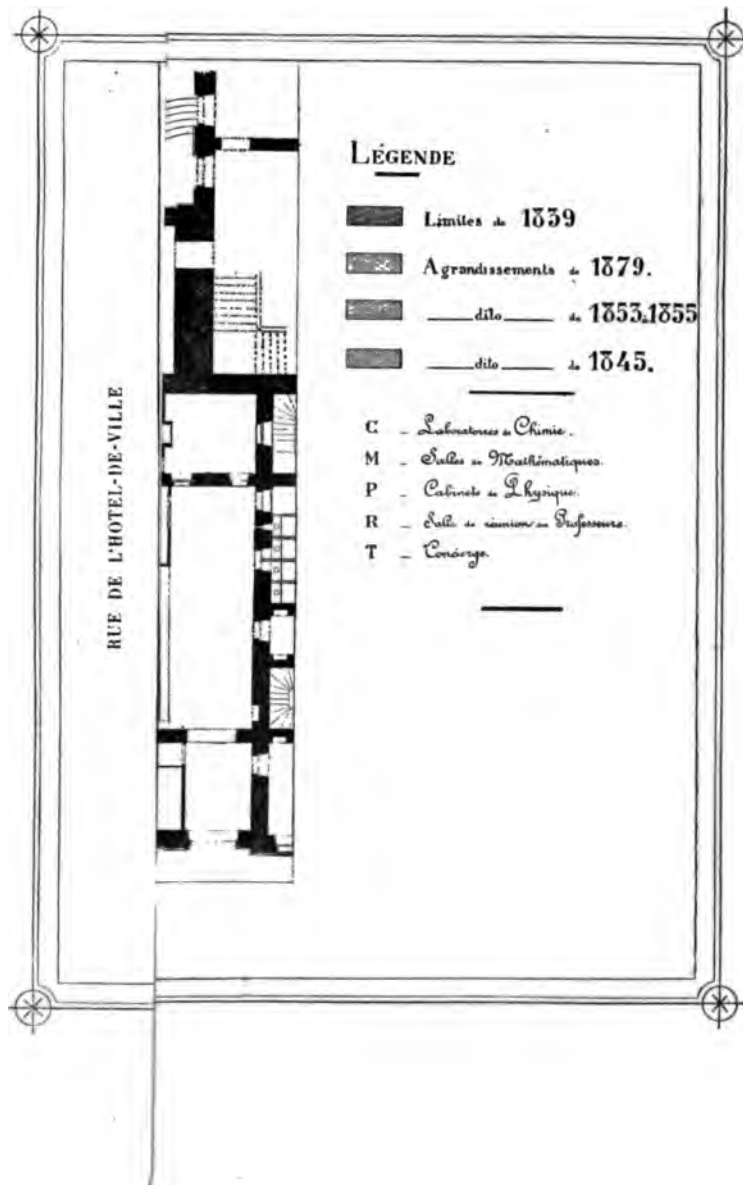 RUE DE L'HOTEL-DE-VILLE
LÉGENDE
Limites de 1839
Agrandissements de 1879.
dito de 1853 à 1855
dito de 1845.
C _ Laboratoires de Chimie.
M _ Salles de Mathématiques.
P _ Cabinets de Physique.
R _ Salle de réunion des Professeurs.
T _ Concierge.